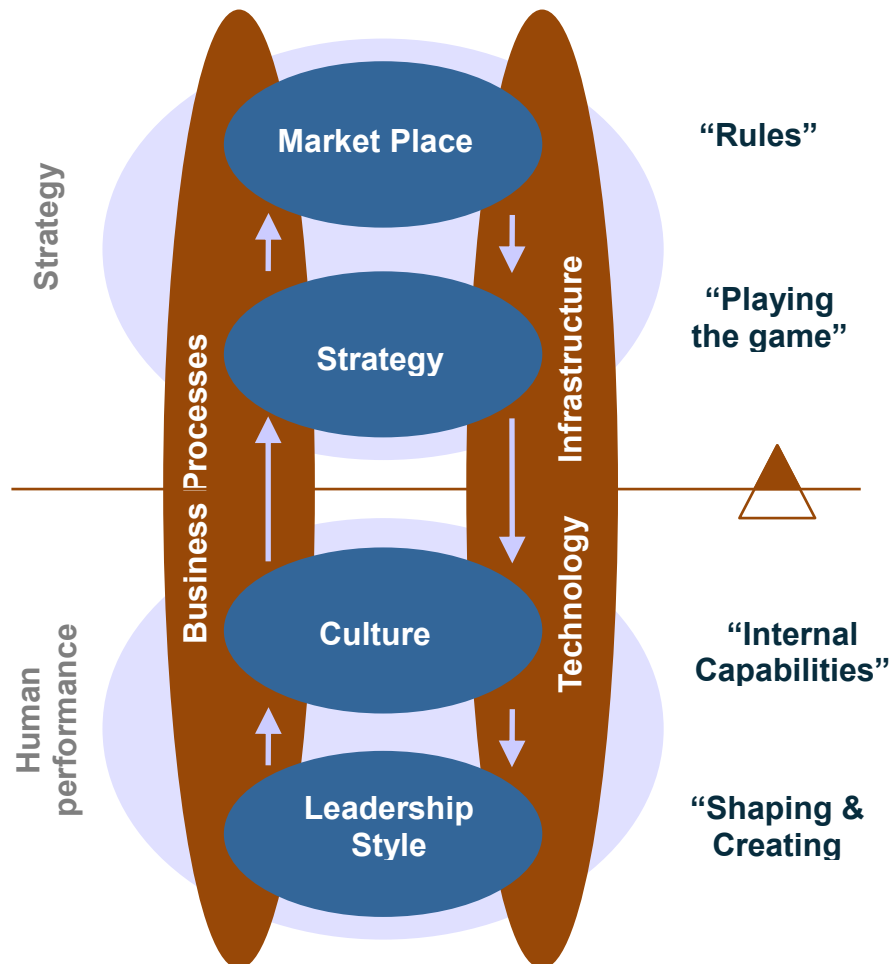 Market Place
“Rules”
Strategy
“Playing
the game”
Strategy
Business Processes
Technology Infrastructure
Culture
“Internal
Capabilities”
Human
performance
Leadership
Style
“Shaping &
Creating